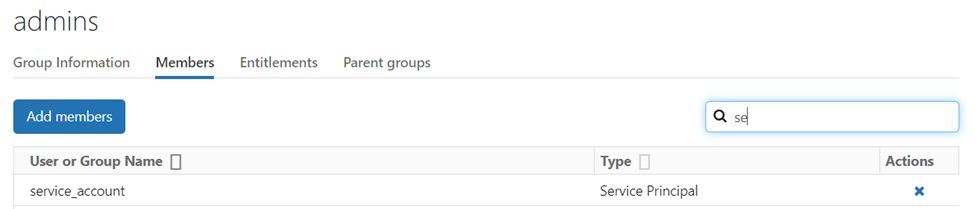 admins
Group Information Members Entitlements Parent groups
Add members se
User or Group Name Type Actions
service_account Service Principal